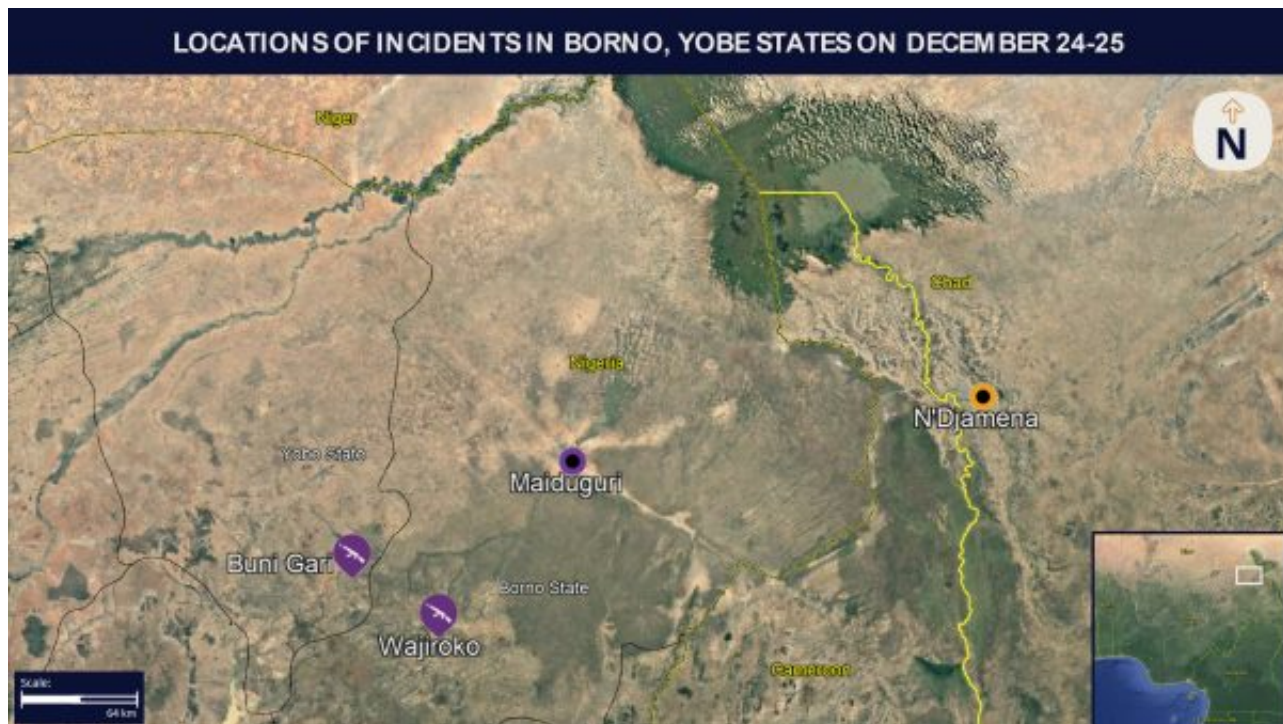 LOCATIONS OF INCIDENTS IN BORNO, YOBE STATES ON DECEMBER 24-25
Niger
N
Chad
Nigeria
N'Djamena
Yobe State
Maiduguri
Buni Gari
Borno State
Wajiroko
Cameroon
Scale:
64 km